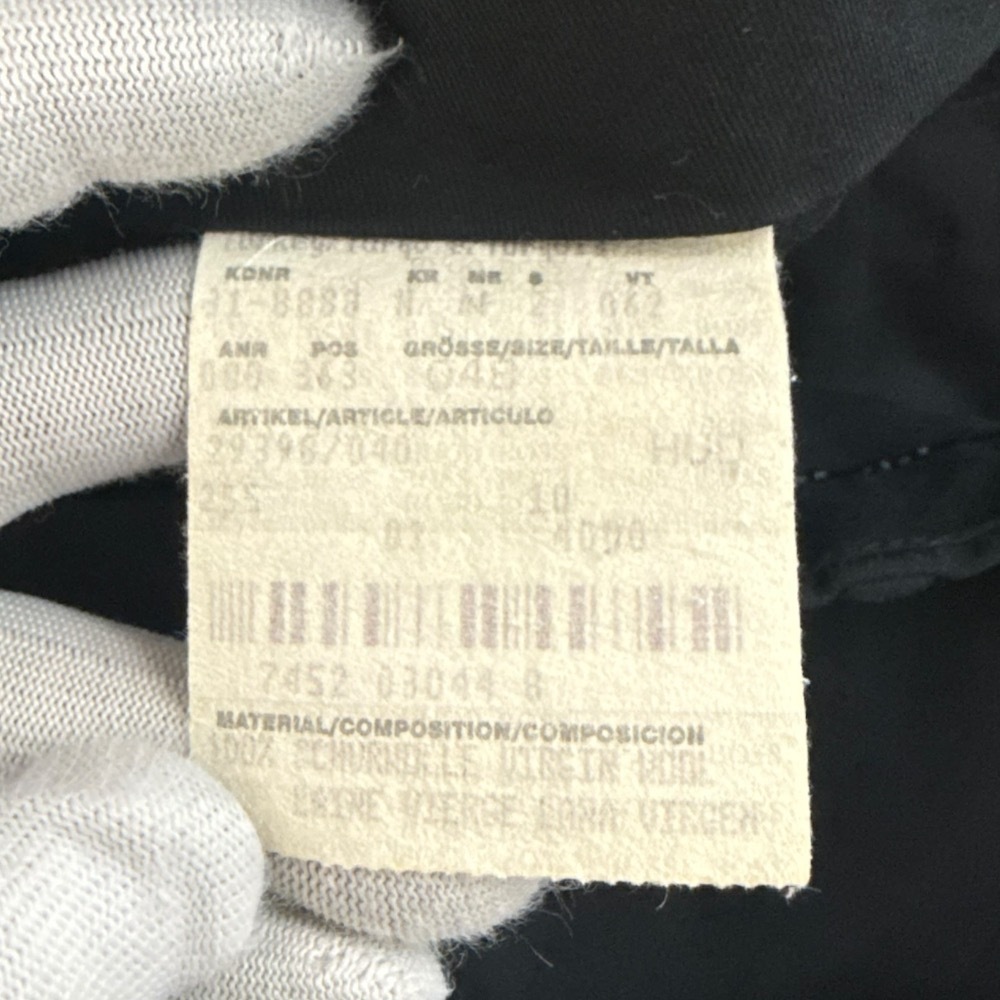 KDNR KR NR S VT
31-8888 062
ANR POS GRÖSSE/SIZE/TAILLE/TALLA
000 363 048
ARTIKEL/ARTICLE/ARTICULO
29396/040
255 10
01 4000
7452 03044 8
MATERIAL/COMPOSITION/COMPOSICION
100% SCHURWOLLE VIRGIN WOOL
LAINE VIERGE LANA VIRGEN